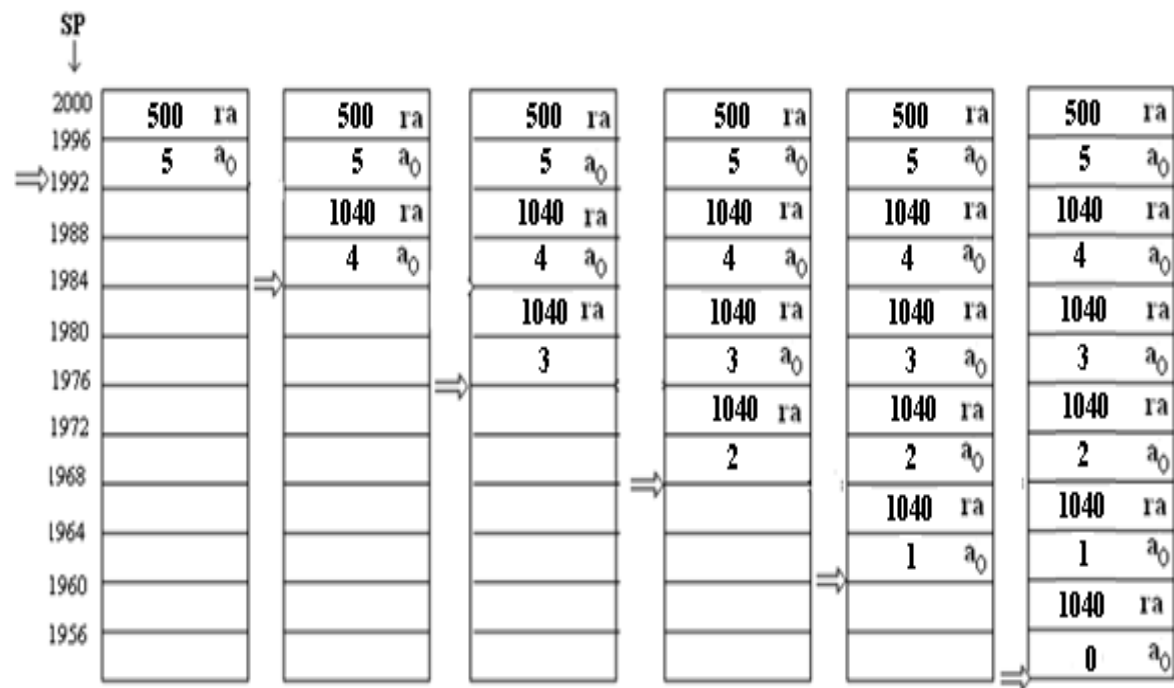 SP
↓
2000 500 ra 500 ra 500 ra 500 ra 500 ra 500 ra
1996 5 a0 5 a0 5 a0 5 a0 5 a0 5 a0
1992 1040 ra 1040 ra 1040 ra 1040 ra 1040 ra
1988 4 a0 4 a0 4 a0 4 a0 4 a0
1984 1040 ra 1040 ra 1040 ra 1040 ra
1980 3 3 a0 3 a0 3 a0
1976 1040 ra 1040 ra 1040 ra
1972 2 2 a0 2 a0
1968 1040 ra 1040 ra
1964 1 a0 1 a0
1960 1040 ra
1956 0 a0